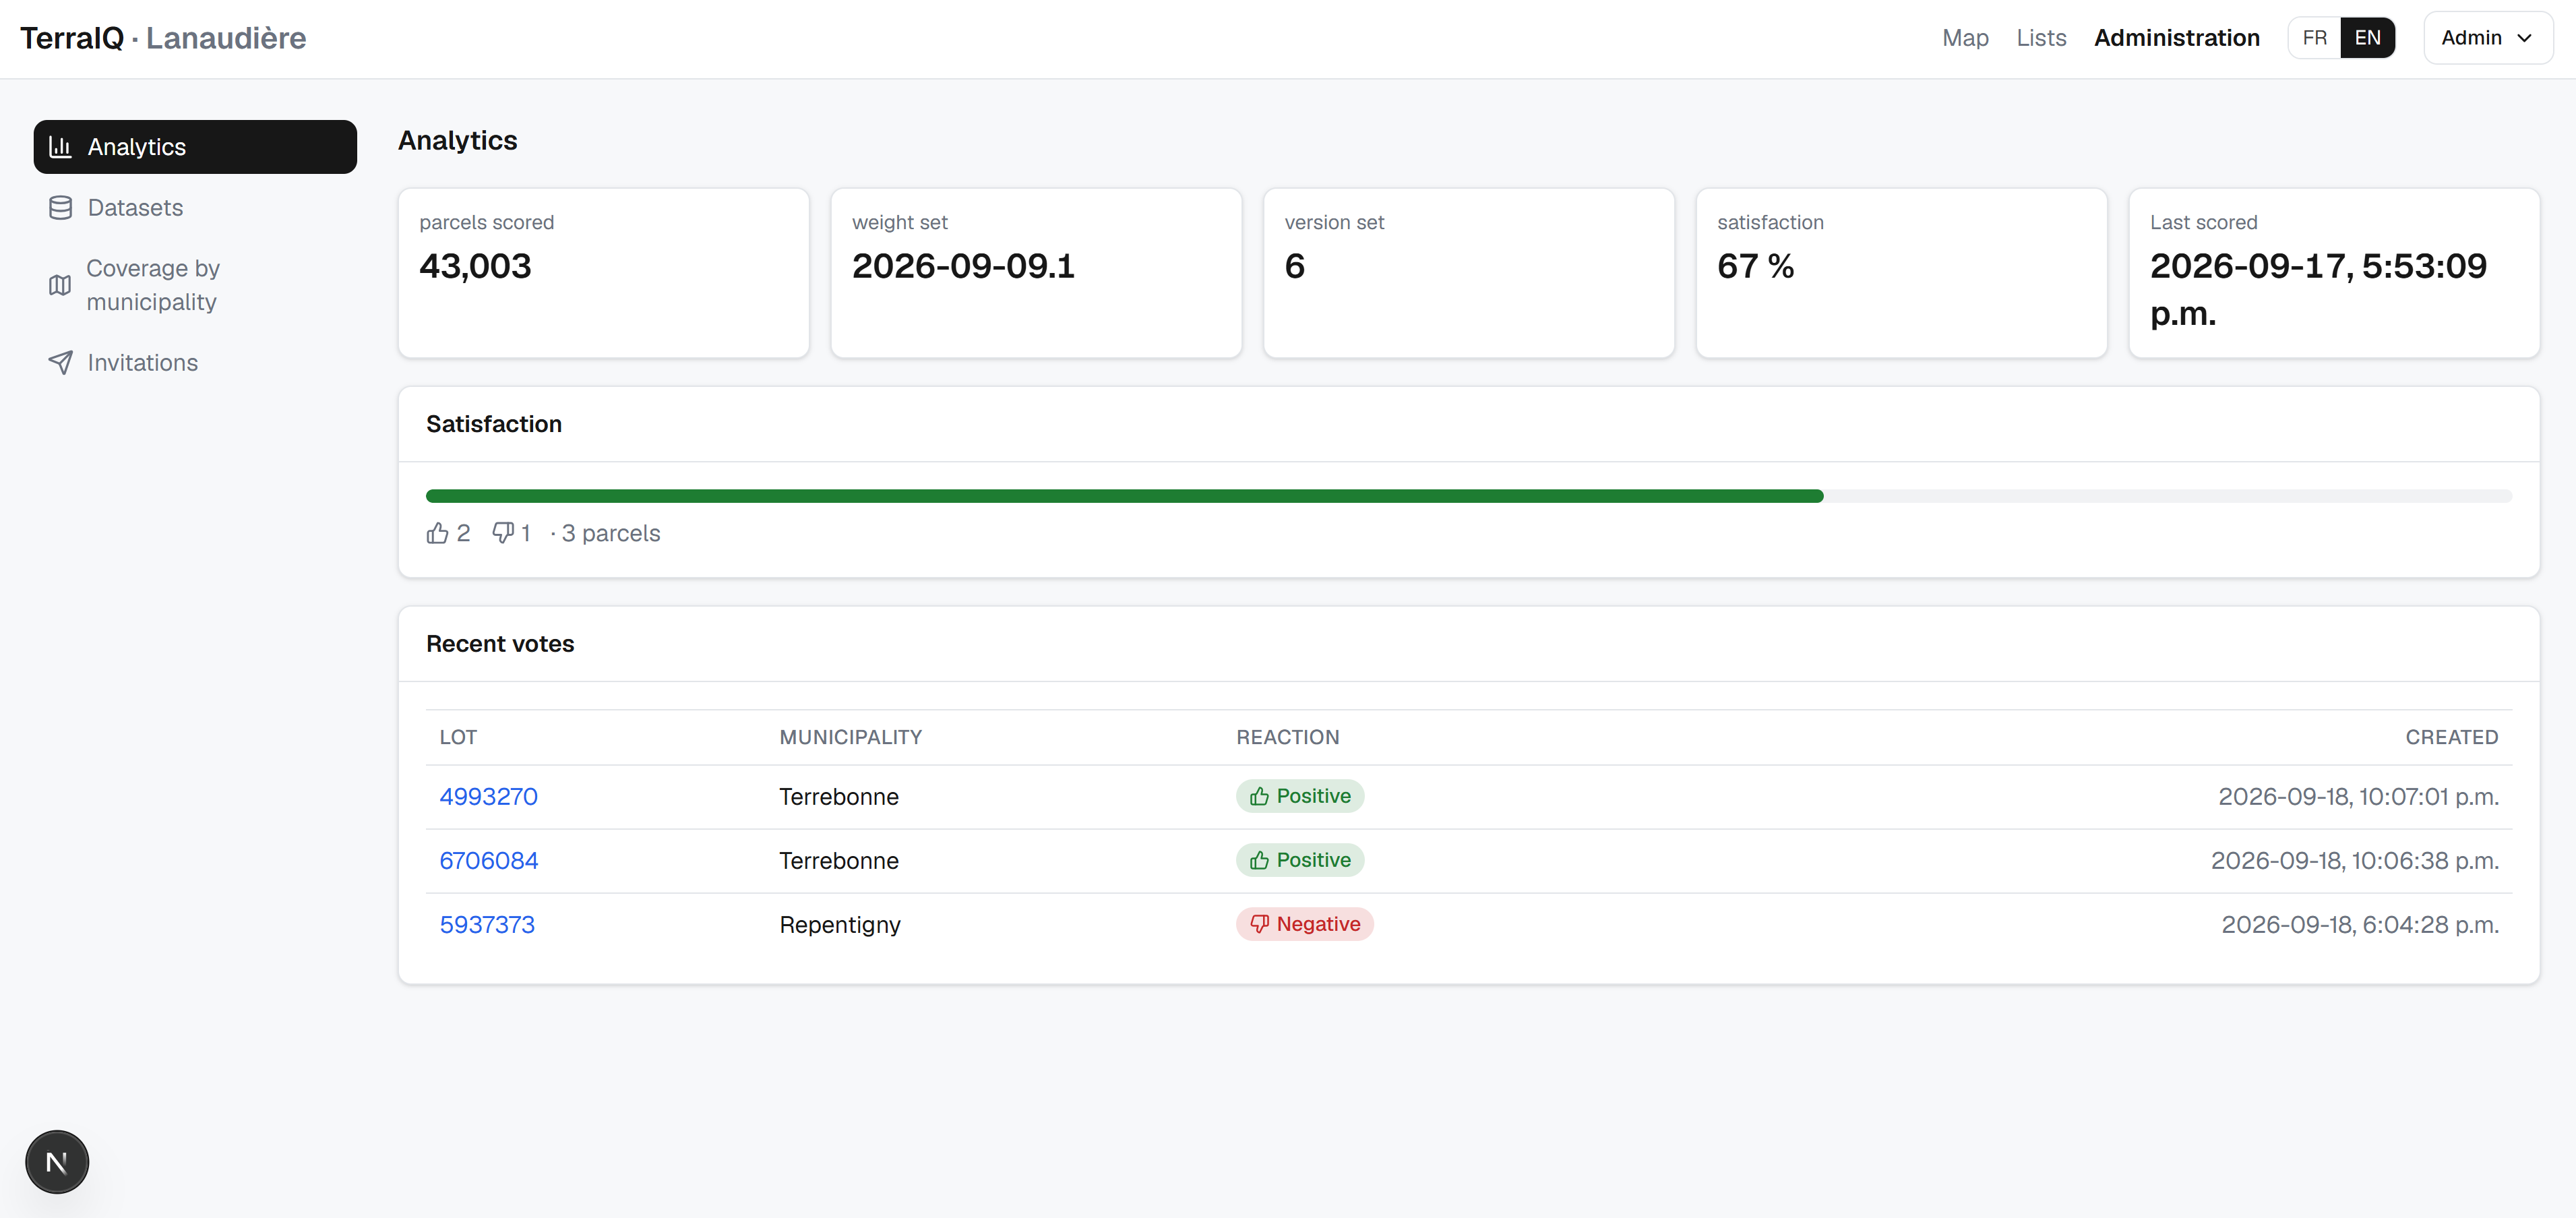 TerraIQ · Lanaudière
Map Lists Administration FR EN Admin
Analytics
Datasets
Coverage by
municipality
Invitations
Analytics
parcels scored
43,003
weight set
2026-09-09.1
version set
6
satisfaction
67 %
Last scored
2026-09-17, 5:53:09
p.m.
Satisfaction
2 1 · 3 parcels
Recent votes
LOT MUNICIPALITY REACTION CREATED
4993270 Terrebonne Positive 2026-09-18, 10:07:01 p.m.
6706084 Terrebonne Positive 2026-09-18, 10:06:38 p.m.
5937373 Repentigny Negative 2026-09-18, 6:04:28 p.m.
N